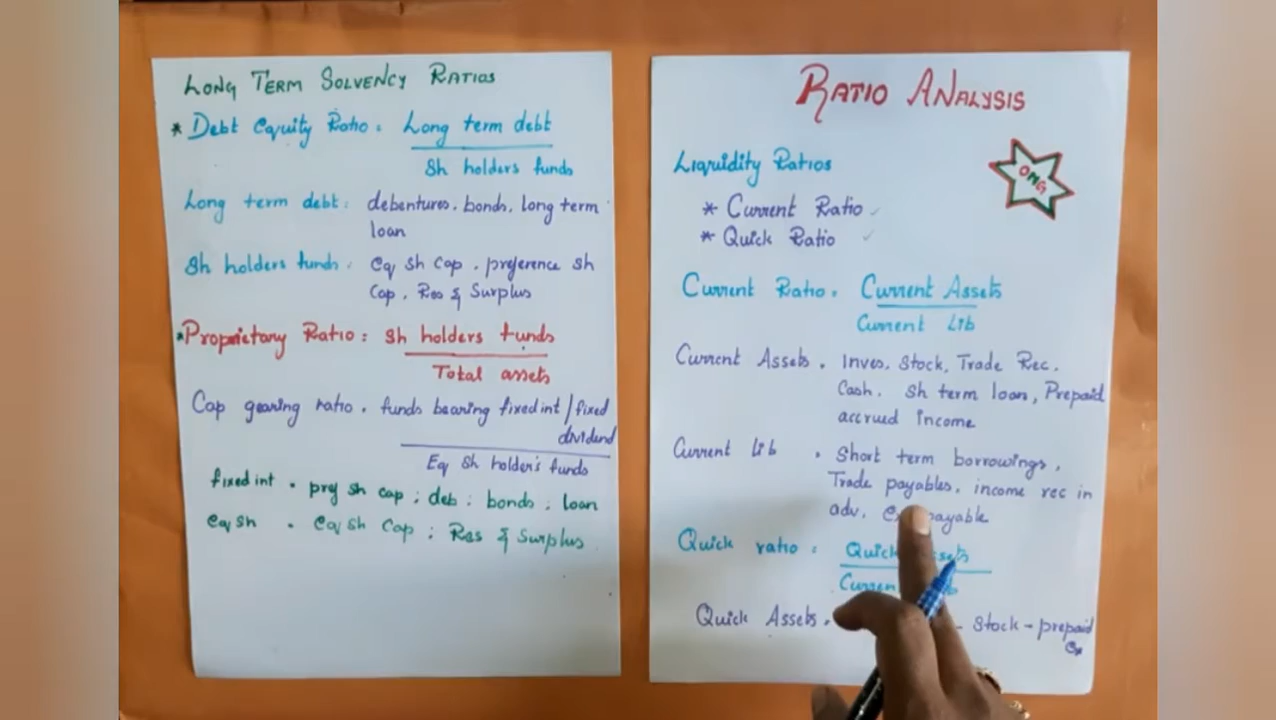 LONG TERM SOLVENCY RATIOS
* Debt Equity Ratio = Long term debt
Sh holders funds
Long term debt = debentures, bonds, long term
loan
Sh holders funds = Eq Sh Cap, preference Sh
Cap, Res & Surplus
*Proprietary Ratio = Sh holders funds
Total assets
Cap gearing ratio = funds bearing fixed int / fixed
dividend
Eq Sh holder's funds
fixed int = pref sh cap ; deb ; bonds ; loan
Eq Sh = Eq Sh Cap ; Res & Surplus
RATIO ANALYSIS
OMG
Liquidity Ratios
* Current Ratio
* Quick Ratio
Current Ratio = Current Assets
Current Lib
Current Assets = Inves, Stock, Trade Rec,
Cash, Sh term loan, Prepaid
accrued income
Current Lib = Short term borrowings,
Trade payables, income rec in
adv, payable
Quick ratio =
Quick Assets = - Stock - prepaid
Ex